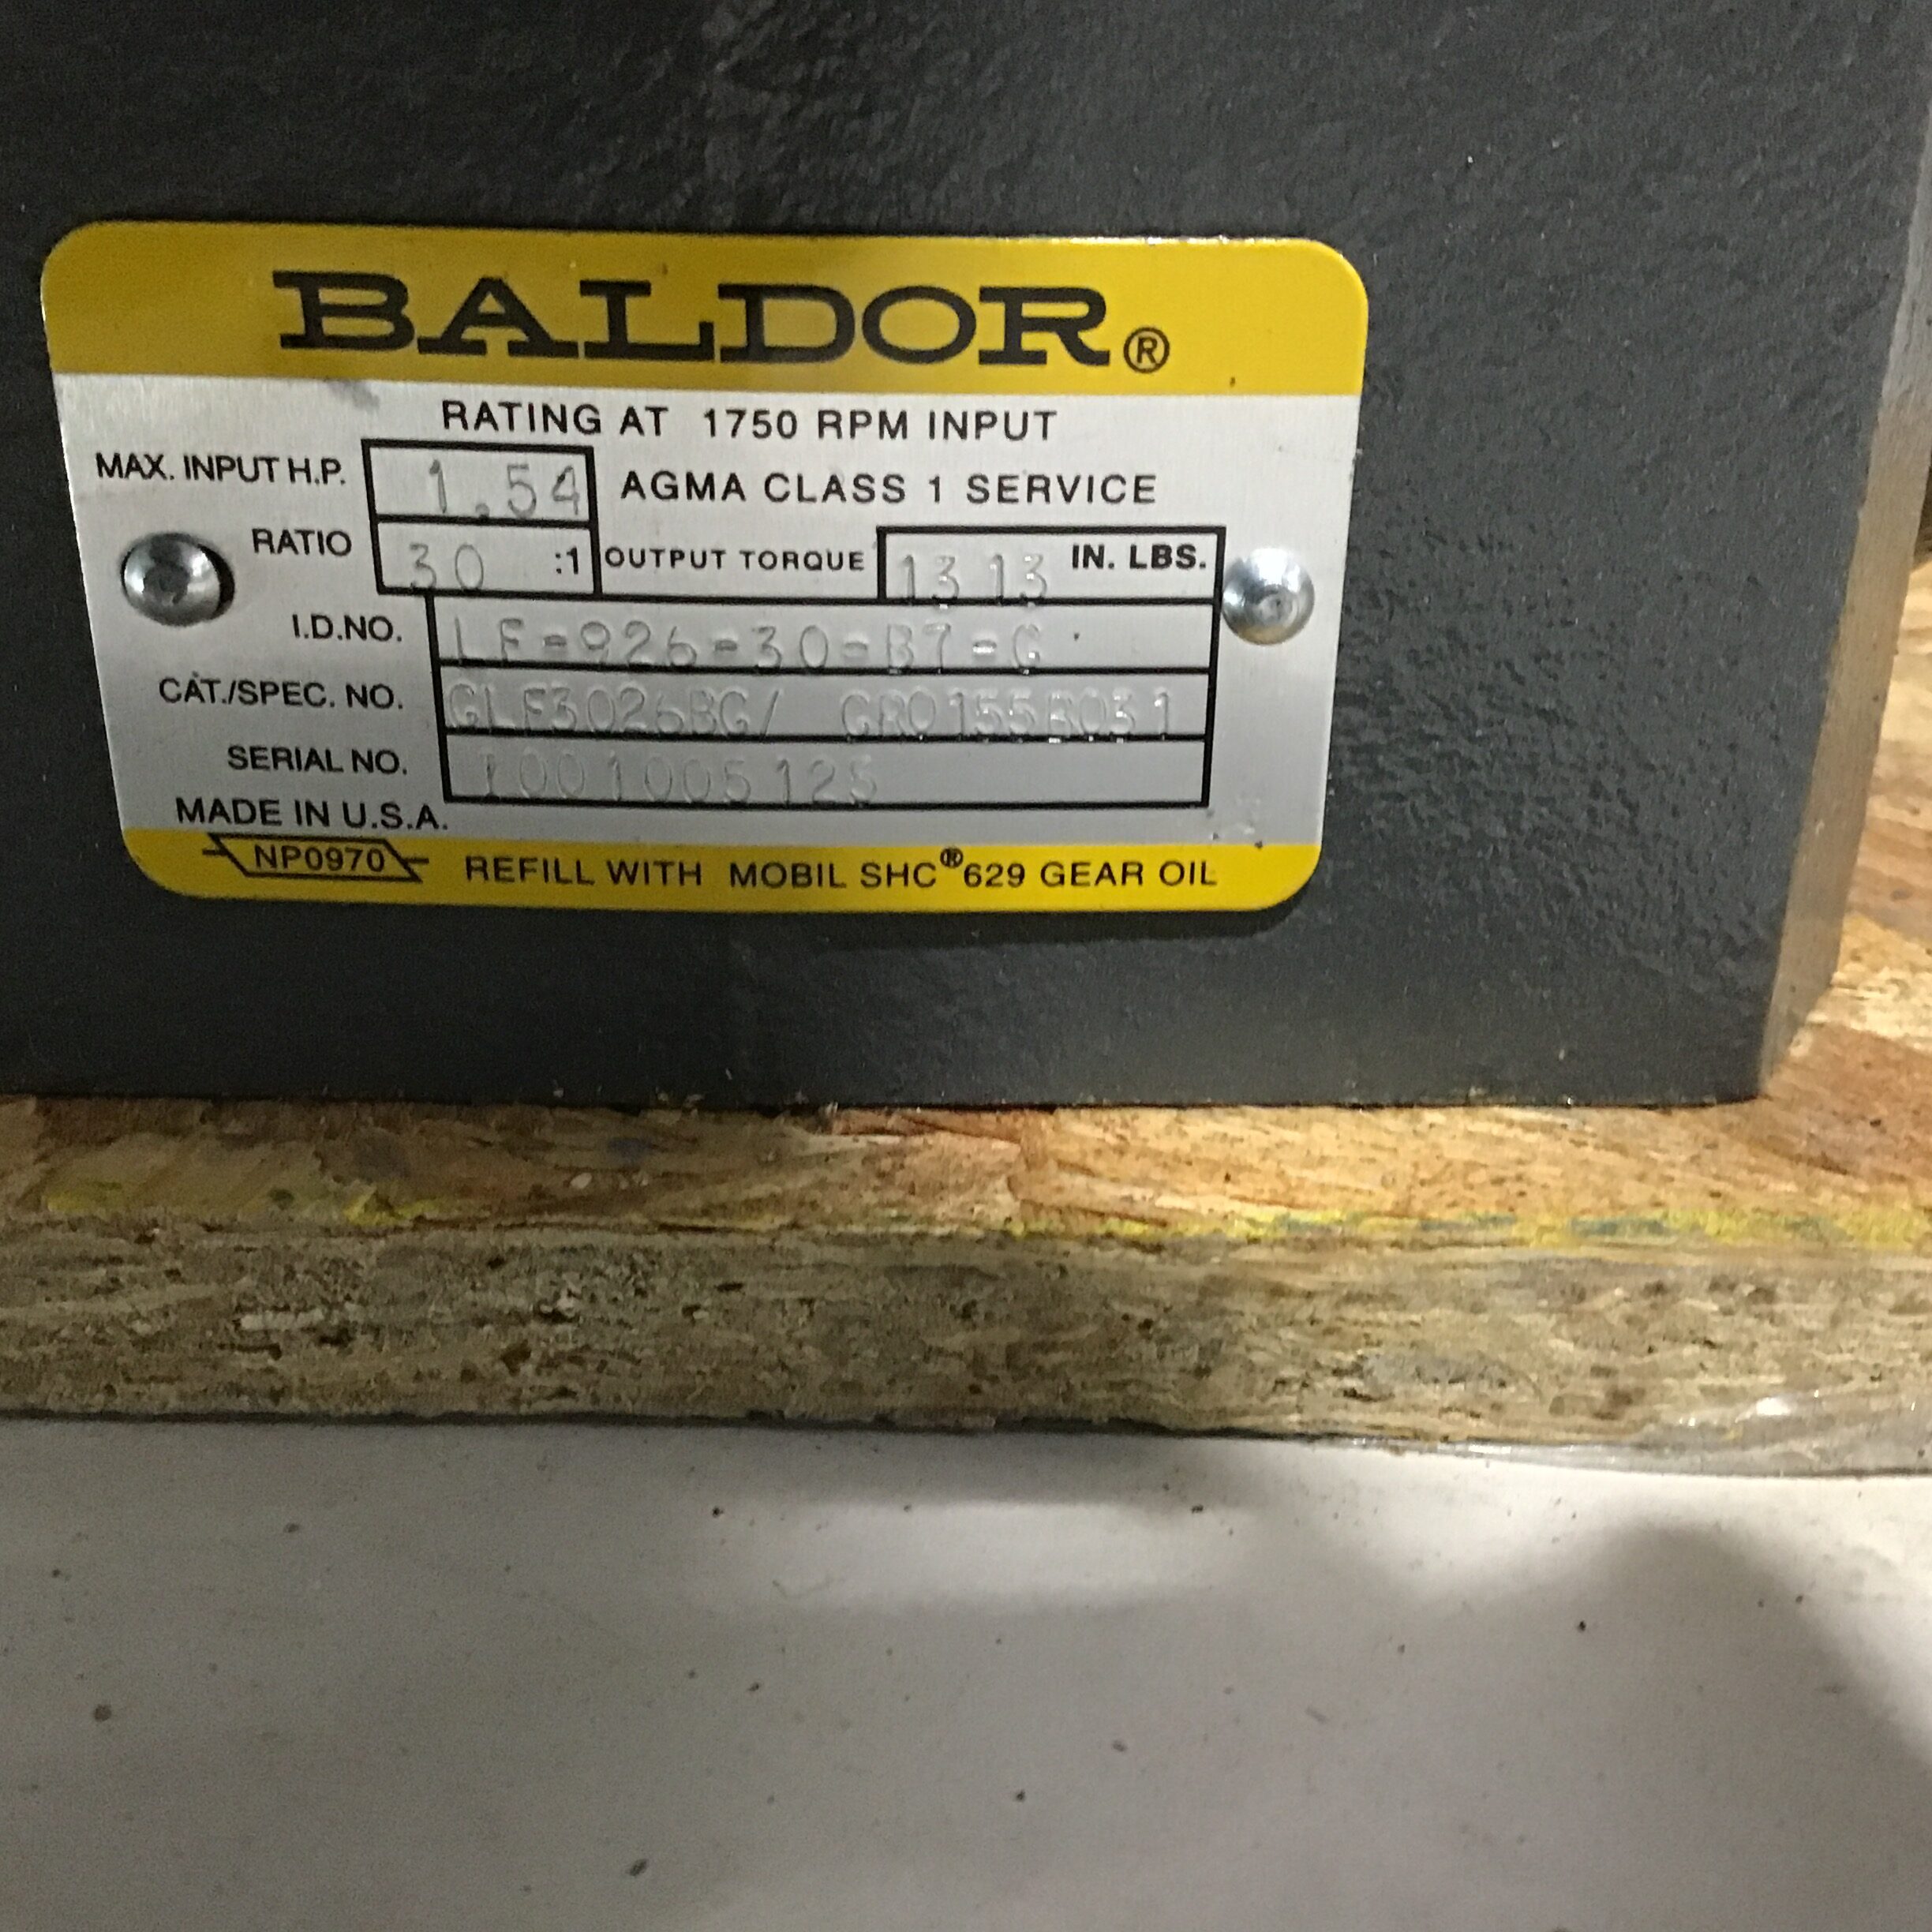 BALDOR®
RATING AT 1750 RPM INPUT
MAX. INPUT H.P. 1.54 AGMA CLASS 1 SERVICE
RATIO 30 :1 OUTPUT TORQUE 1313 IN. LBS.
I.D.NO. LF-926-30-B7-G
CAT./SPEC. NO. GLF3026BG/ GR0155B031
SERIAL NO.
MADE IN U.S.A.
NP0970 REFILL WITH MOBIL SHC®629 GEAR OIL